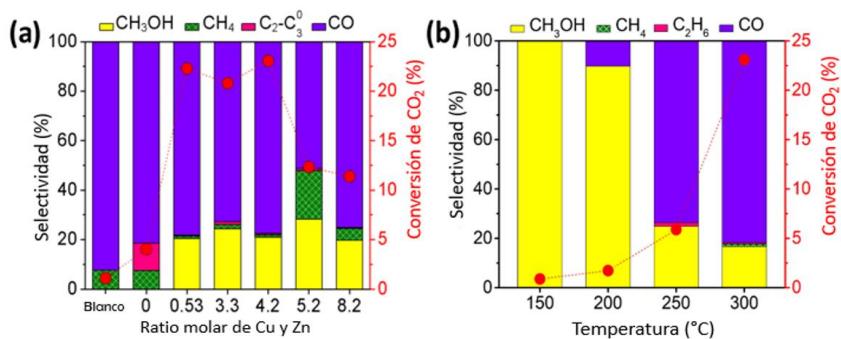 (a)
CH₃OH CH₄ C₂-C₃⁰ CO
Selectividad (%)
100
80
60
40
20
0
Conversión de CO₂ (%)
25
20
15
10
5
0
Blanco 0 0.53 3.3 4.2 5.2 8.2
Ratio molar de Cu y Zn
(b)
CH₃OH CH₄ C₂H₆ CO
Selectividad (%)
100
80
60
40
20
0
Conversión de CO₂ (%)
25
20
15
10
5
0
150 200 250 300
Temperatura (°C)